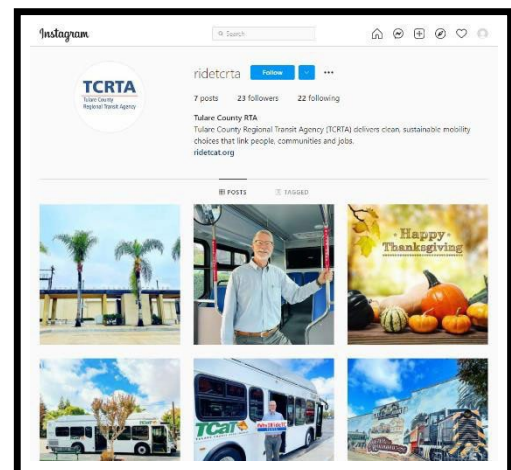 Instagram
Search
TCRTA
Tulare County
Regional Transit Agency
ridetcrta Follow
7 posts 23 followers 22 following
Tulare County RTA
Tulare County Regional Transit Agency (TCRTA) delivers clean, sustainable mobility
choices that link people, communities and jobs.
ridetcat.org
POSTS TAGGED
·Happy·
Thanksgiving
TCaT
TCaT